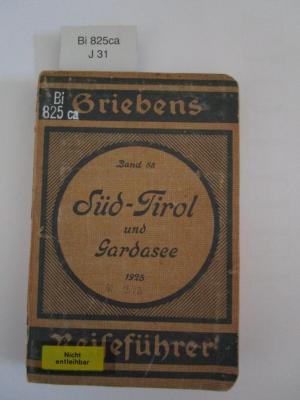 Bi 825ca
J 31
Bi
825 ca
Griebens
Band 88
Süd-Tirol
und
Gardasee
1925
Reiseführer
Nicht
entleihbar